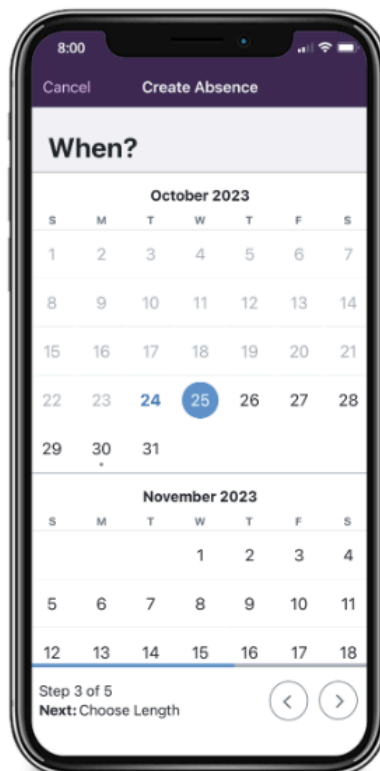 8:00
Cancel Create Absence
When?
October 2023
S M T W T F S
1 2 3 4 5 6 7
8 9 10 11 12 13 14
15 16 17 18 19 20 21
22 23 24 25 26 27 28
29 30 31
November 2023
S M T W T F S
1 2 3 4
5 6 7 8 9 10 11
12 13 14 15 16 17 18
Step 3 of 5
Next: Choose Length